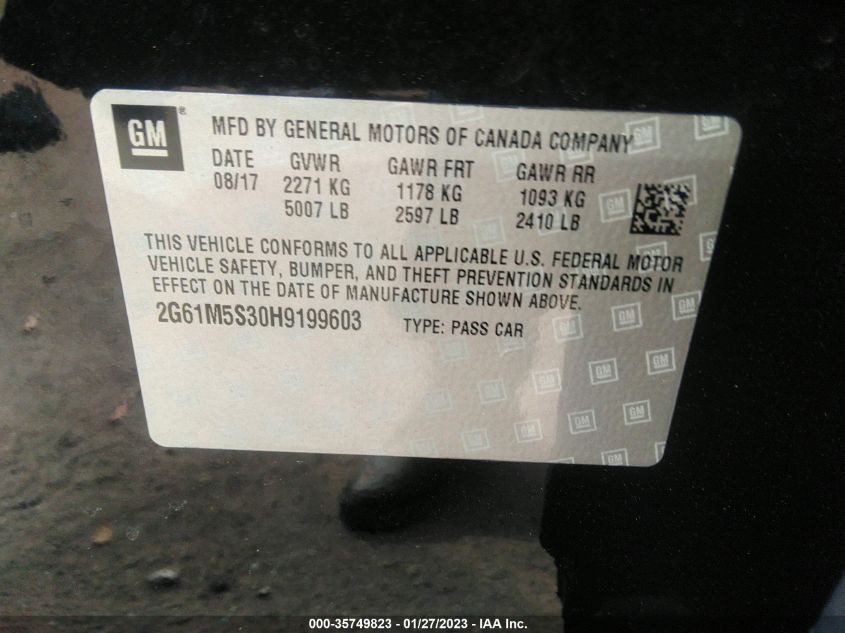 GM ® MFD BY GENERAL MOTORS OF CANADA COMPANY
DATE GVWR GAWR FRT GAWR RR
08/17 2271 KG 1178 KG 1093 KG
5007 LB 2597 LB 2410 LB
THIS VEHICLE CONFORMS TO ALL APPLICABLE U.S. FEDERAL MOTOR
VEHICLE SAFETY, BUMPER, AND THEFT PREVENTION STANDARDS IN
EFFECT ON THE DATE OF MANUFACTURE SHOWN ABOVE.
2G61M5S30H9199603 TYPE: PASS CAR
000-35749823 - 01/27/2023 - IAA Inc.